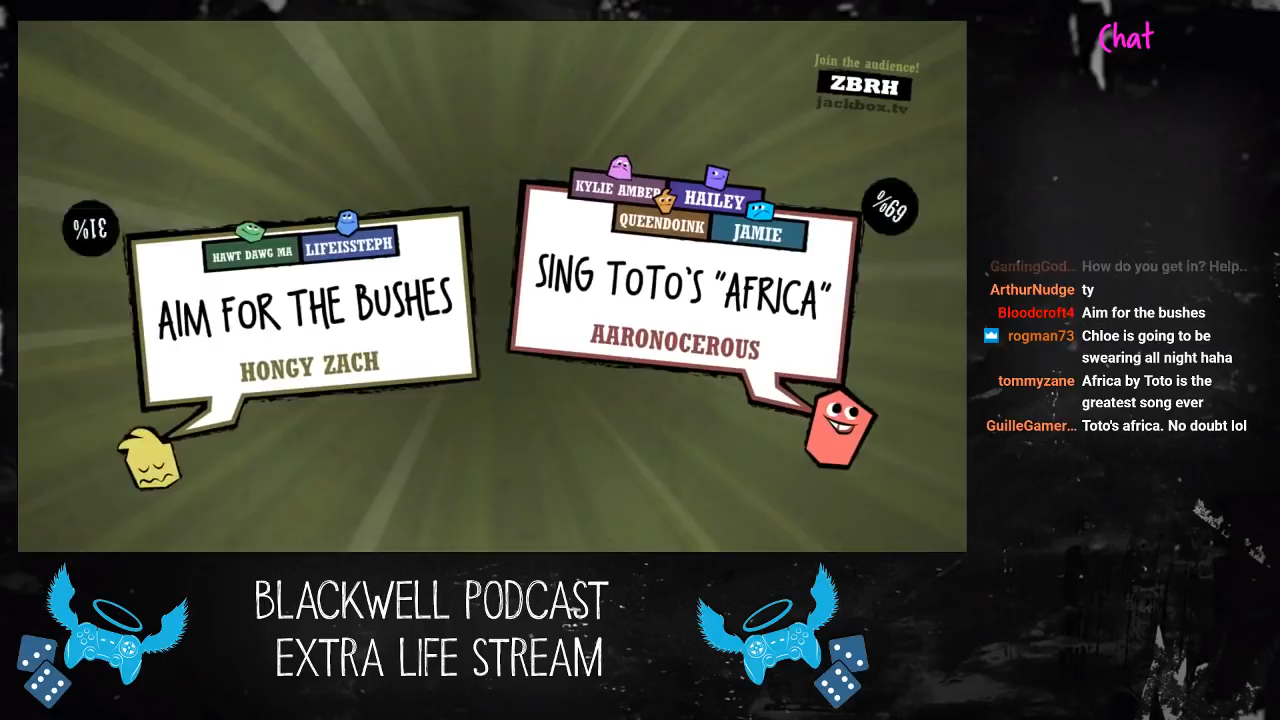 Chat
Join the audience!
ZBRH
jackbox.tv
31%
HAWT DAWG MA
LIFEISSTEPH
AIM FOR THE BUSHES
HONGY ZACH
KYLIE AMBER
HAILEY
QUEENDOINK
JAMIE
69%
SING TOTO'S "AFRICA"
AARONOCEROUS
GamingGod… How do you get in? Help..
ArthurNudge ty
Bloodcroft4 Aim for the bushes
rogman73 Chloe is going to be
swearing all night haha
tommyzane Africa by Toto is the
greatest song ever
GuilleGamer… Toto's africa. No doubt lol
BLACKWELL PODCAST
EXTRA LIFE STREAM